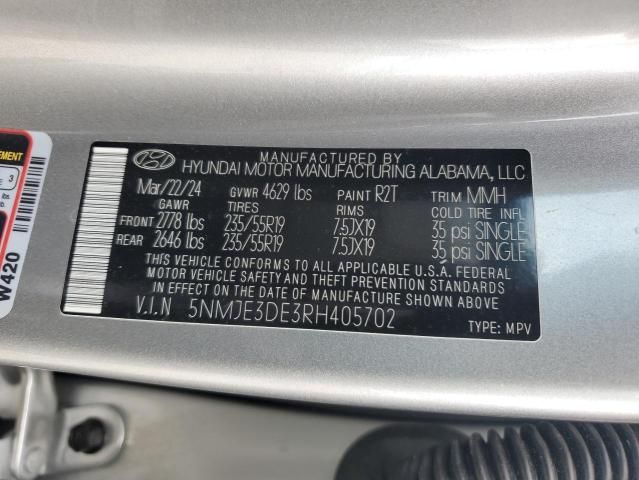 MANUFACTURED BY
HYUNDAI MOTOR MANUFACTURING ALABAMA, LLC
Mar/22/24 GVWR 4629 lbs PAINT R2T TRIM MMH
GAWR TIRES RIMS COLD TIRE INFL
FRONT 2778 lbs 235/55R19 7.5JX19 35 psi SINGLE
REAR 2646 lbs 235/55R19 7.5JX19 35 psi SINGLE
THIS VEHICLE CONFORMS TO ALL APPLICABLE U.S.A. FEDERAL
MOTOR VEHICLE SAFETY AND THEFT PREVENTION STANDARDS
IN EFFECT ON THE DATE OF MANUFACTURE SHOWN ABOVE.
V.I.N 5NMJE3DE3RH405702
TYPE: MPV
EMENT
3
lbs.
W420